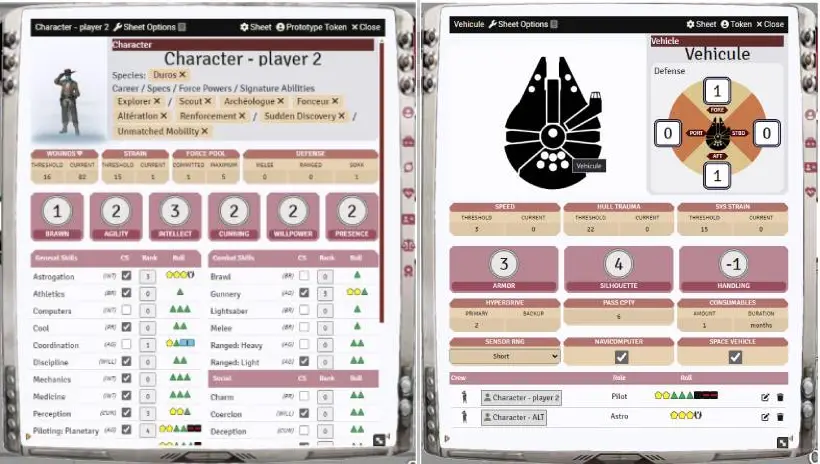 Character - player 2 Sheet Options Sheet Prototype Token Close
Character
Character - player 2
Species: Duros
Career / Specs / Force Powers / Signature Abilities
Explorer / Scout Archéologue Fonceur
Altération Renforcement / Sudden Discovery /
Unmatched Mobility
WOUNDS STRAIN FORCE POOL DEFENSE
THRESHOLD CURRENT THRESHOLD CURRENT COMMITTED MAXIMUM MELEE RANGED SOAK
16 82 15 1 1 5 0 0 1
1 2 3 2 2 2
BRAWN AGILITY INTELLECT CUNNING WILLPOWER PRESENCE
General Skills CS Rank Roll Combat Skills CS Rank Roll
Astrogation (INT) 3 Brawl (BR) 0
Athletics (BR) 0 Gunnery (AG) 3
Computers (INT) 0 Lightsaber (BR) 0
Cool (PR) 0 Melee (BR) 0
Coordination (AG) 1 Ranged: Heavy (AG) 0
Discipline (WILL) 0 Ranged: Light (AG) 0
Mechanics (INT) 0 Social CS Rank Roll
Medicine (INT) 0 Charm (PR) 0
Perception (CUN) 3 Coercion (WILL) 0
Piloting: Planetary (AG) 4 Deception (CUN) 0
Vehicule Sheet Options Sheet Token Close
Vehicle
Vehicule
Defense
1
FORE
0 PORT STBD 0
AFT
1
Vehicule
SPEED HULL TRAUMA SYS STRAIN
THRESHOLD CURRENT THRESHOLD CURRENT THRESHOLD CURRENT
3 0 22 0 15 0
3 4 -1
ARMOR SILHOUETTE HANDLING
HYPERDRIVE PASS CPTY CONSUMABLES
PRIMARY BACKUP AMOUNT DURATION
2 6 1 months
SENSOR RNG NAVICOMPUTER SPACE VEHICLE
Short
Crew Role Roll
Character - player 2 Pilot
Character - ALT Astro